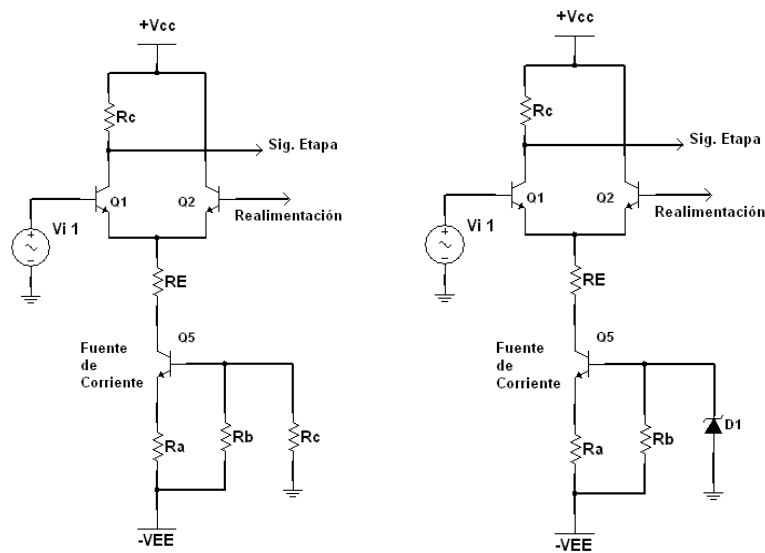 +Vcc
Rc
Sig. Etapa
Q1
Q2
Realimentación
Vi 1
RE
Q5
Fuente
de
Corriente
Ra
Rb
Rc
-VEE
+Vcc
Rc
Sig. Etapa
Q1
Q2
Realimentación
Vi 1
RE
Q5
Fuente
de
Corriente
Ra
Rb
D1
-VEE